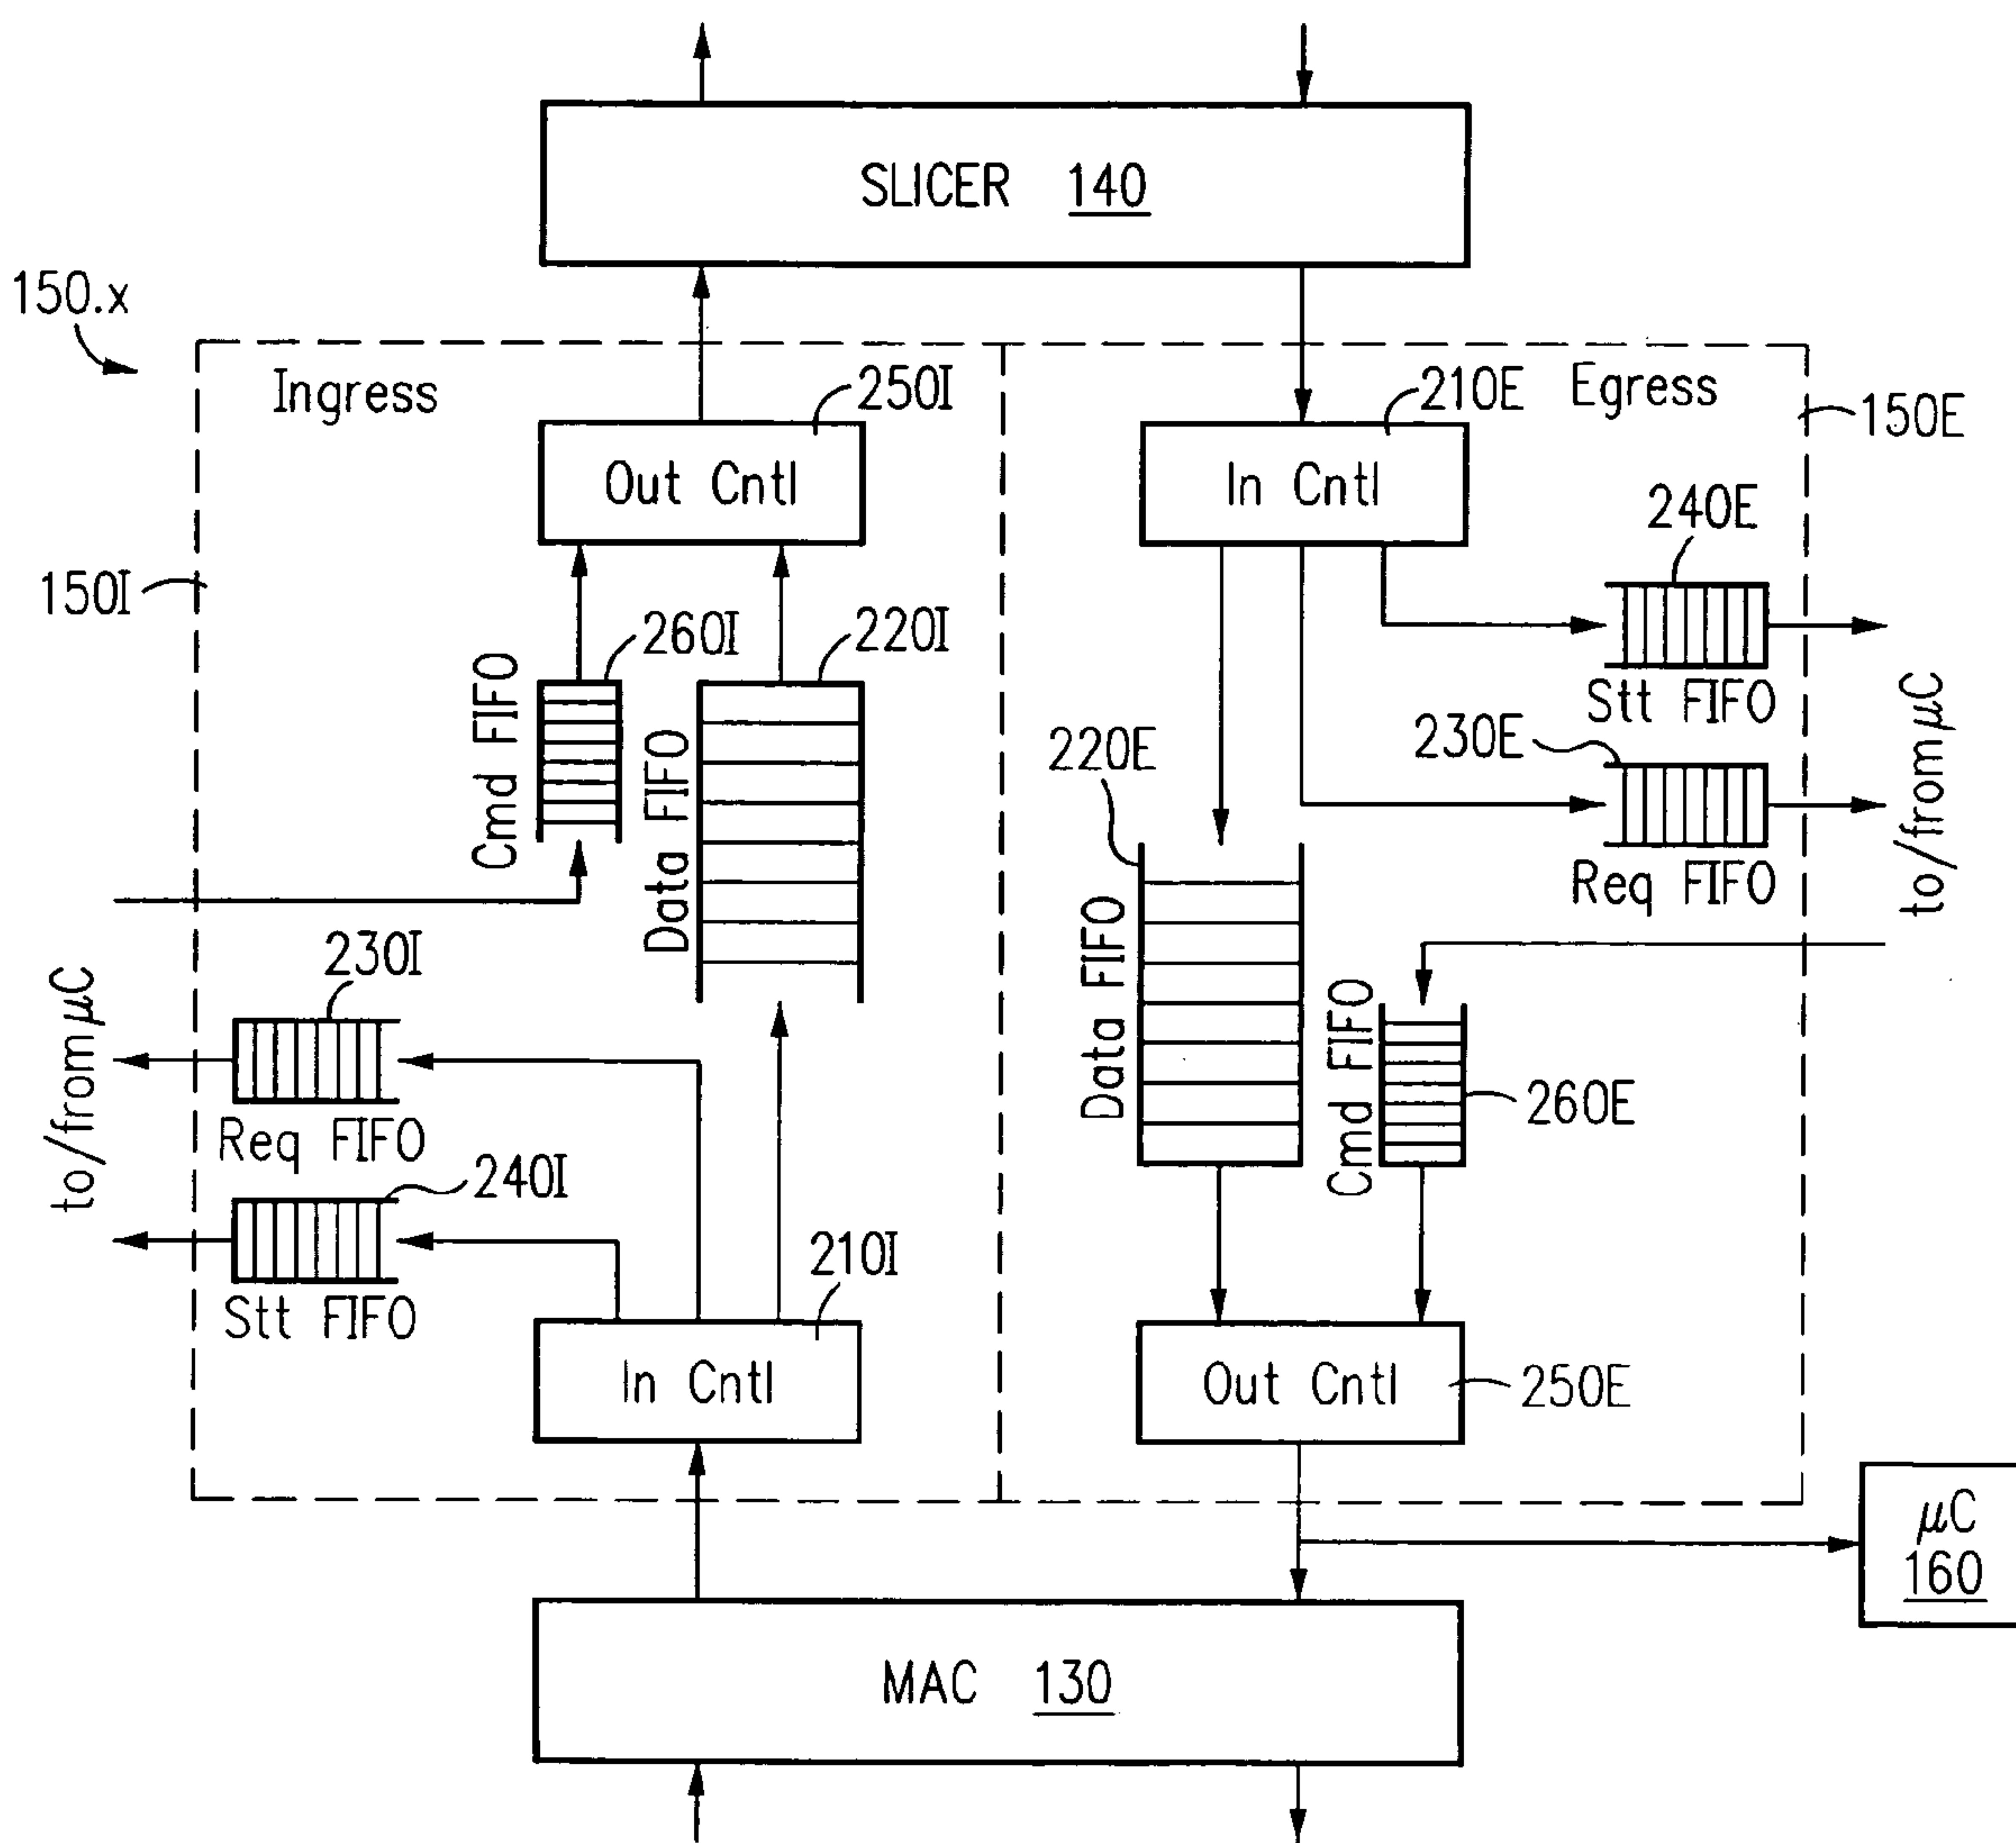 SLICER 140
150.x
Ingress
250I
210E
Egress
150E
Out Cntl
In Cntl
240E
150I
260I
220I
Stt FIFO
Cmd FIFO
Data FIFO
220E
230E
to/from μC
Req FIFO
230I
Data FIFO
Cmd FIFO
to/from μC
260E
Req FIFO
240I
210I
Stt FIFO
In Cntl
Out Cntl
250E
μC
160
MAC 130